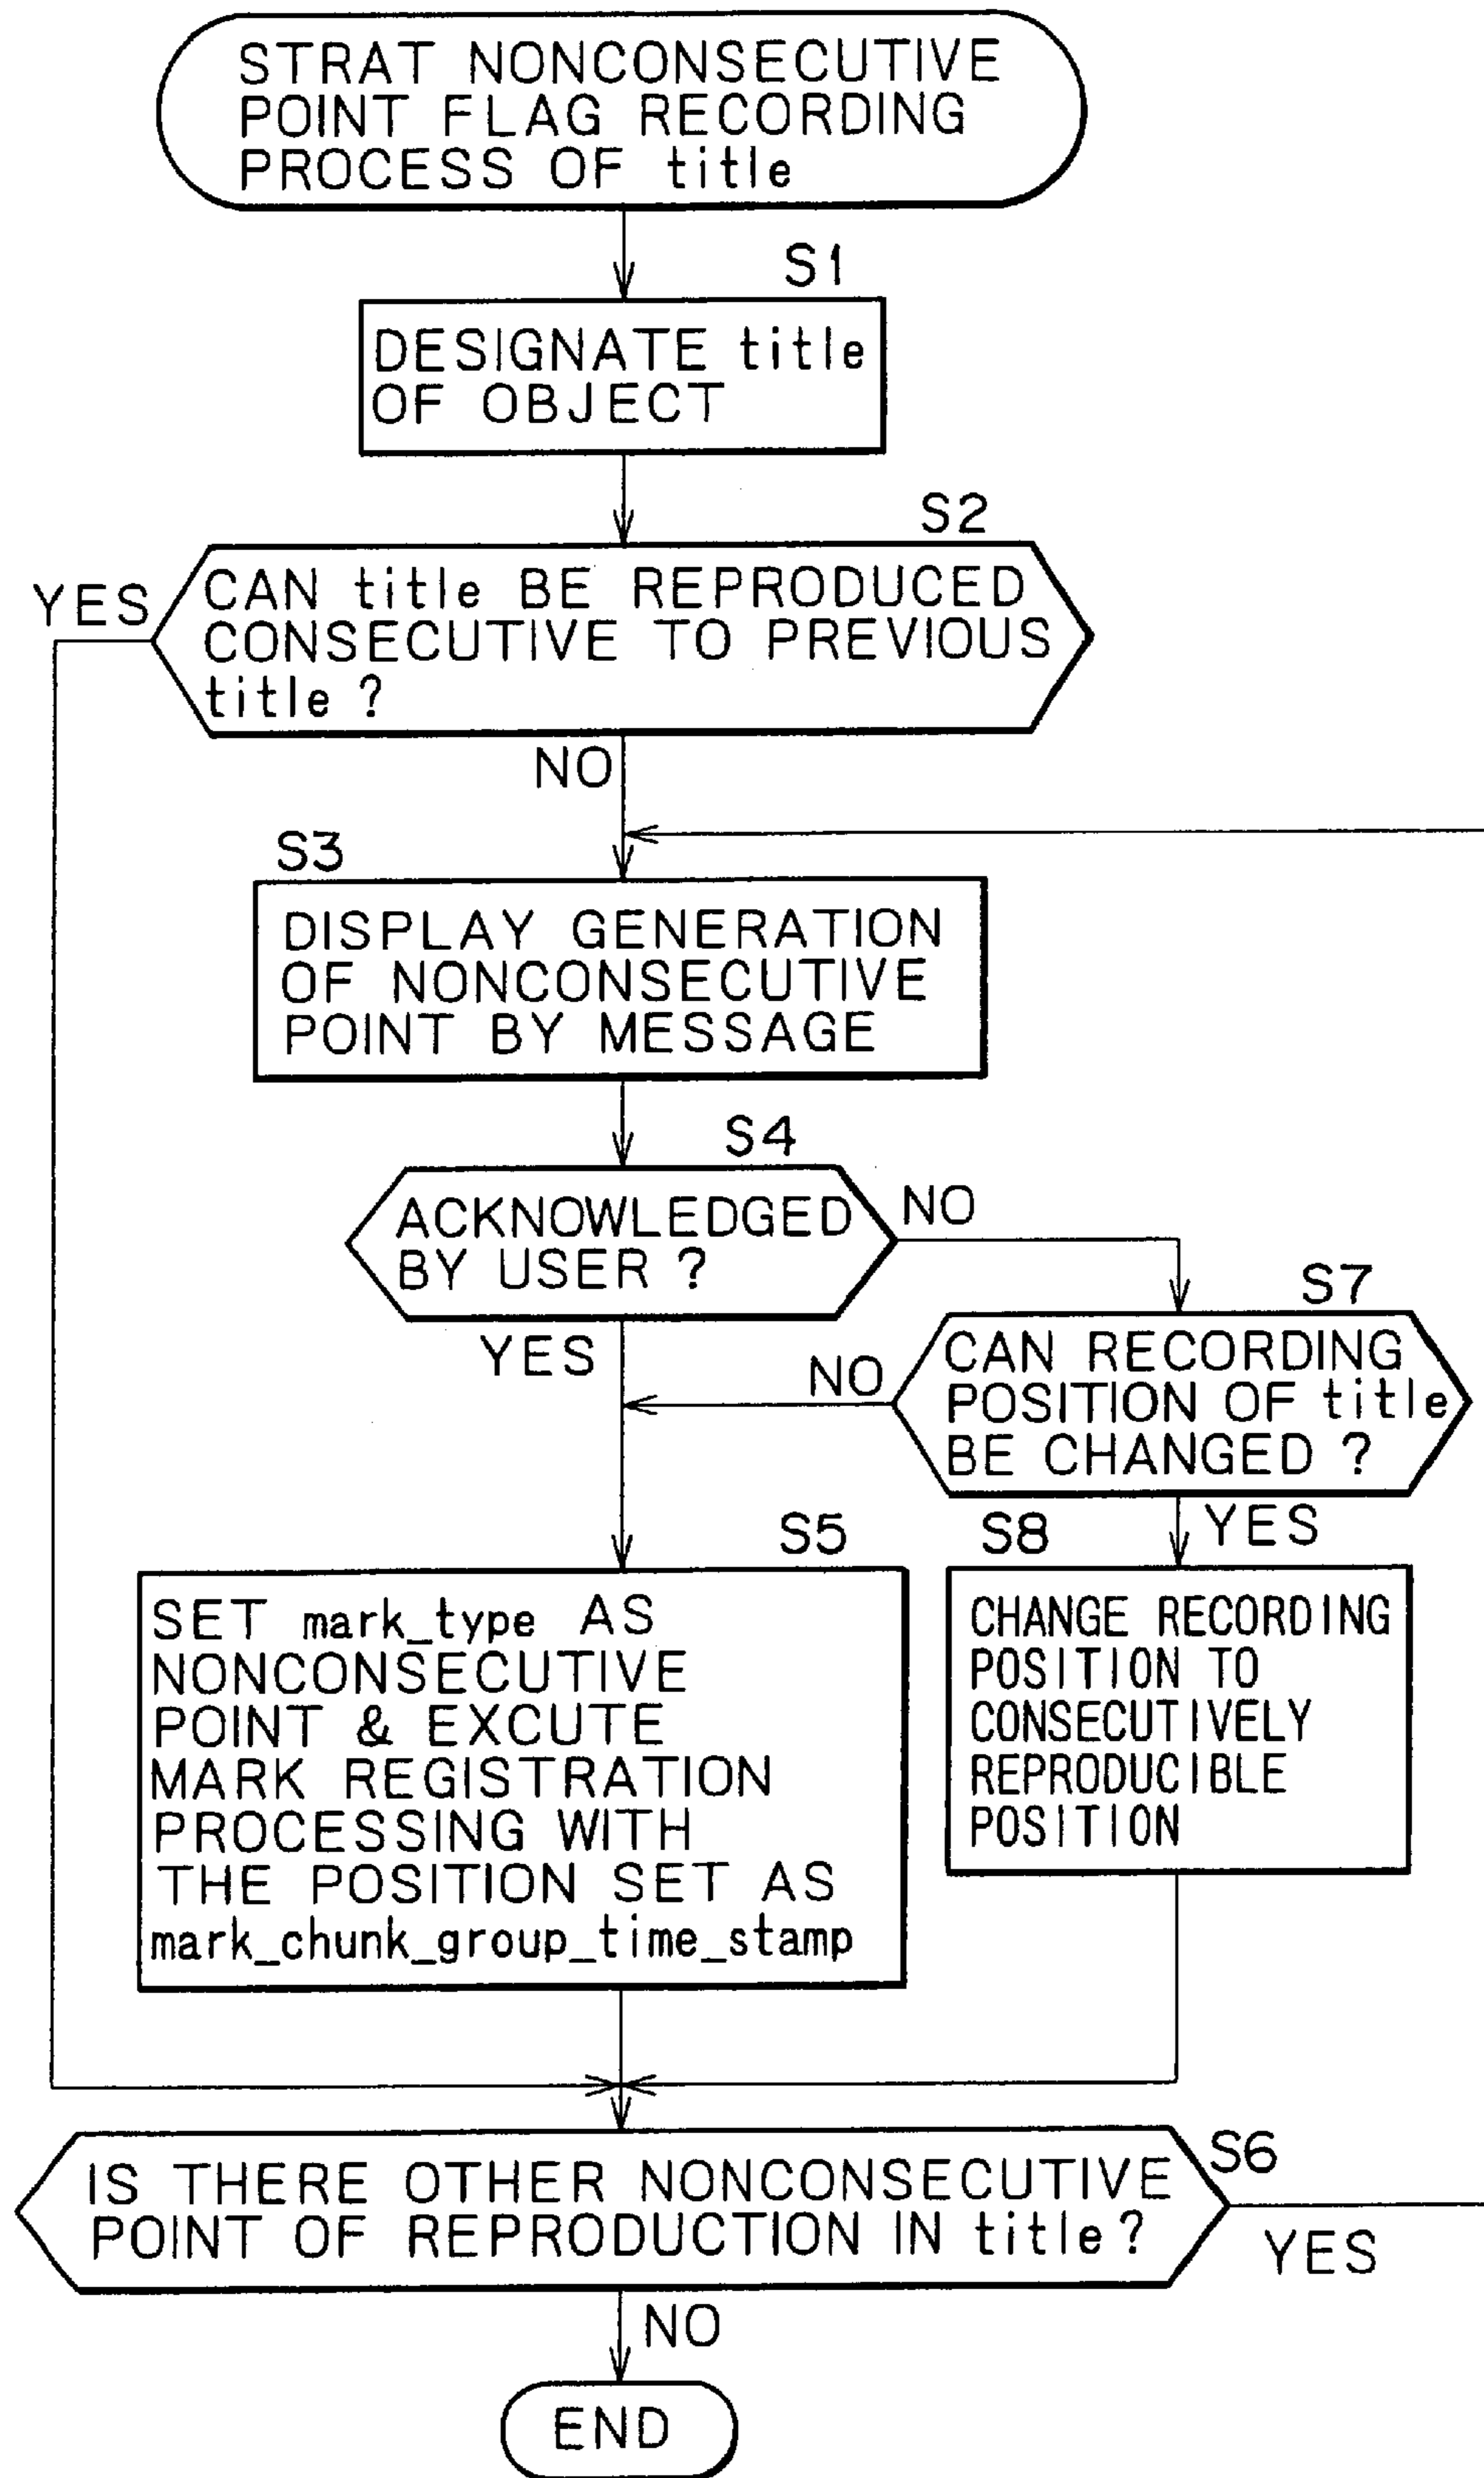 STRAT NONCONSECUTIVE
POINT FLAG RECORDING
PROCESS OF title
S1
DESIGNATE title
OF OBJECT
S2
YES
CAN title BE REPRODUCED
CONSECUTIVE TO PREVIOUS
title ?
NO
S3
DISPLAY GENERATION
OF NONCONSECUTIVE
POINT BY MESSAGE
S4
ACKNOWLEDGED
BY USER ?
NO
YES
S7
CAN RECORDING
POSITION OF title
BE CHANGED ?
NO
YES
S5
SET mark_type AS
NONCONSECUTIVE
POINT & EXCUTE
MARK REGISTRATION
PROCESSING WITH
THE POSITION SET AS
mark_chunk_group_time_stamp
S8
CHANGE RECORDING
POSITION TO
CONSECUTIVELY
REPRODUCIBLE
POSITION
S6
IS THERE OTHER NONCONSECUTIVE
POINT OF REPRODUCTION IN title?
YES
NO
END